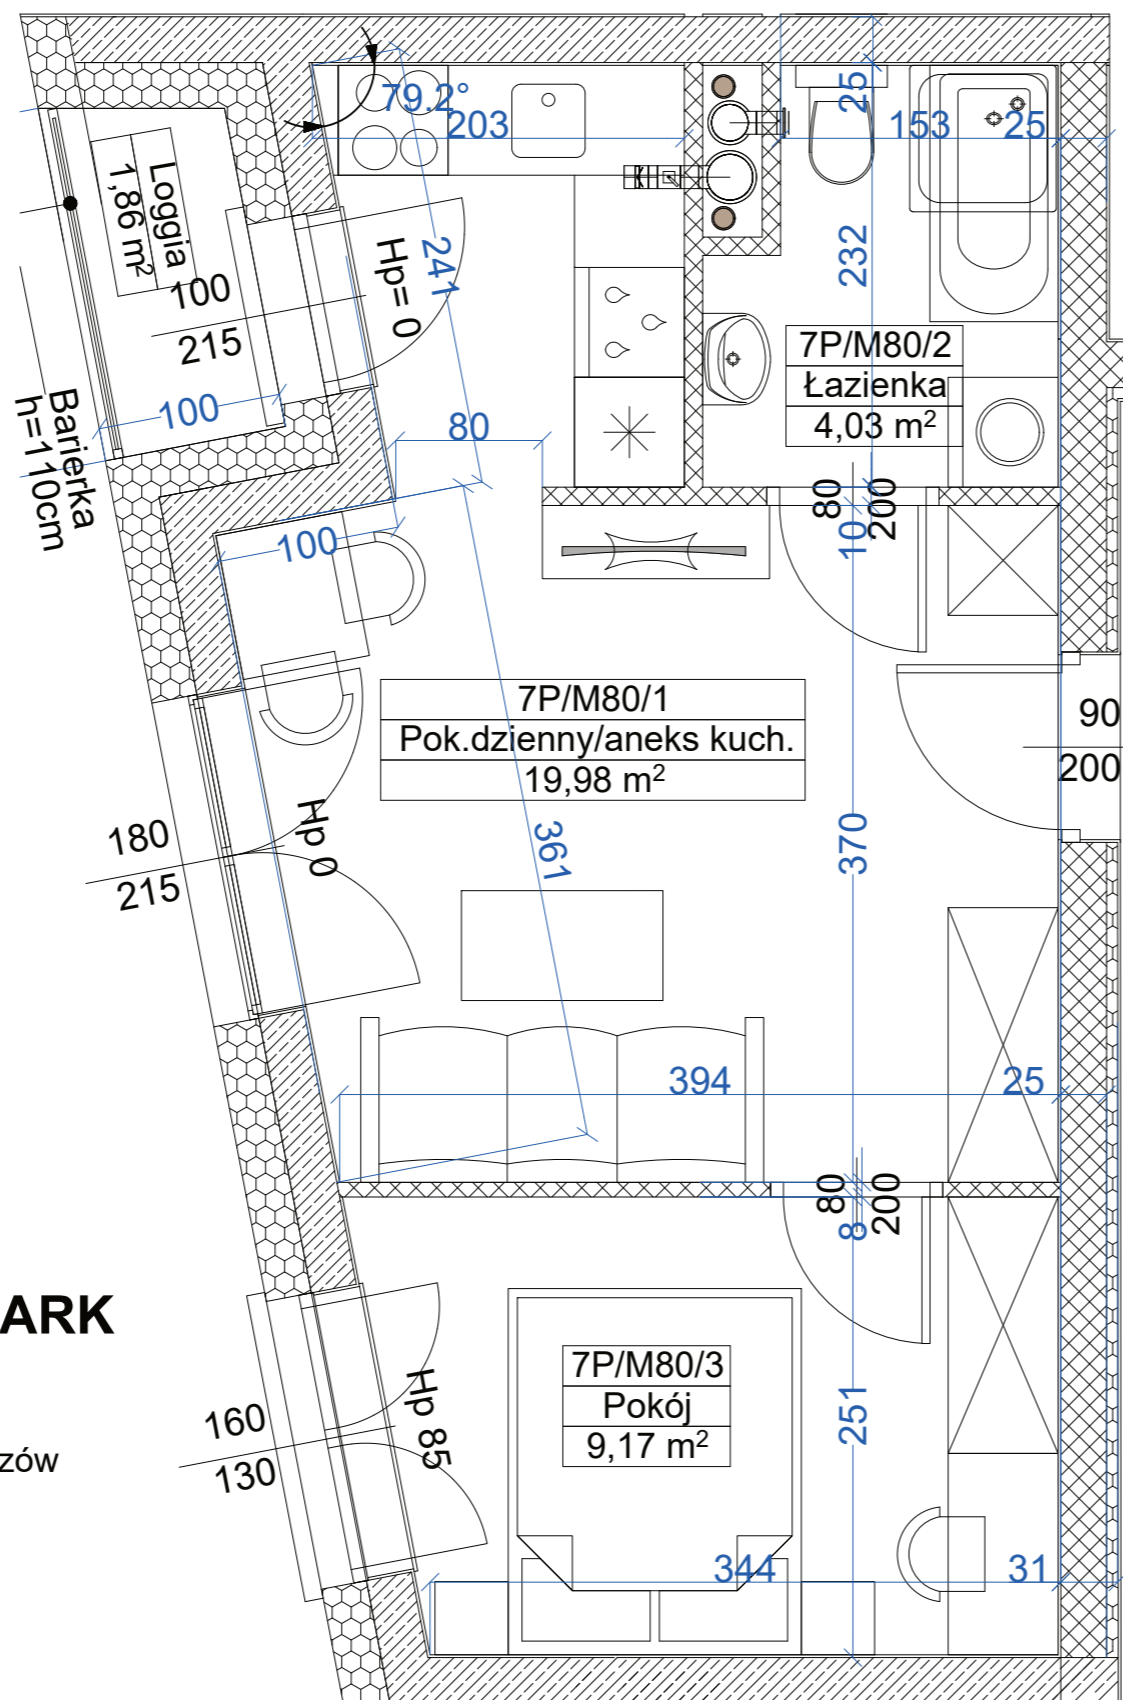 79.2°
203
25
153
25
Loggia
1,86 m²
100
215
Hp= 0
241
232
7P/M80/2
Łazienka
4,03 m²
100
80
Barierka
h=110cm
80
200
10
100
7P/M80/1
Pok.dzienny/aneks kuch.
19,98 m²
90
200
180
215
Hp 0
361
370
394
25
80
200
8
ARK
7P/M80/3
Pokój
9,17 m²
160
130
Hp 85
251
zów
344
31